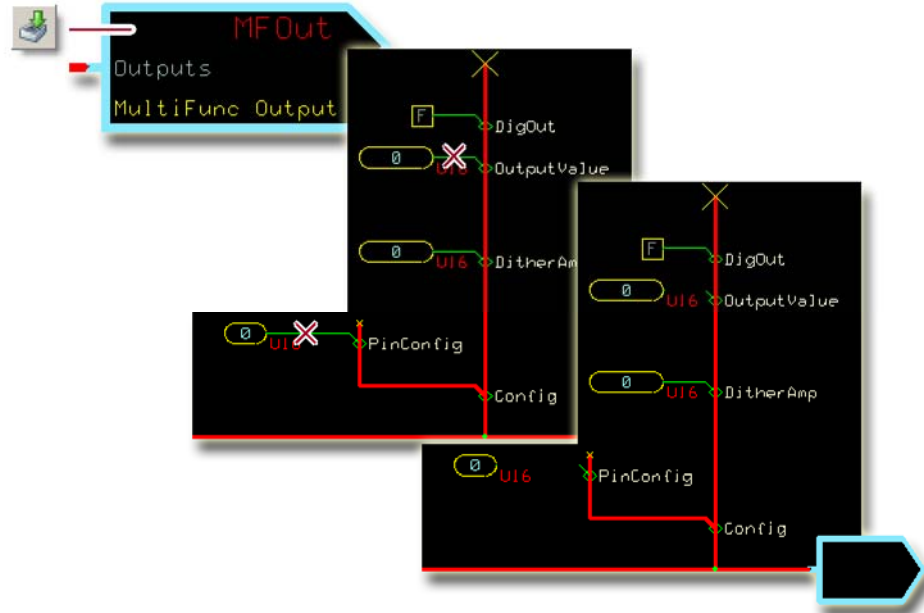 MFOut
Outputs
MultiFunc Output
F
DigOut
0
U16
OutputValue
0
U16
DitherAm
0
U16
PinConfig
Config
F
DigOut
0
U16
OutputValue
0
U16
DitherAmp
0
U16
PinConfig
Config